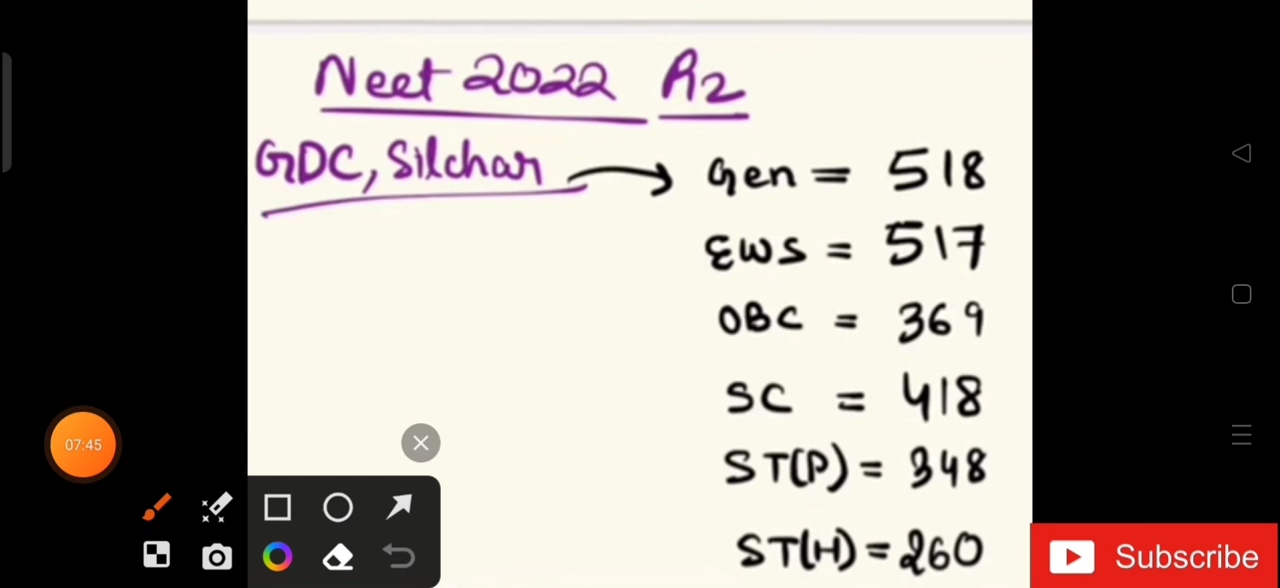 Neet 2022 R2
GDC, Silchar → Gen = 518
EWS = 517
OBC = 369
SC = 418
ST(P) = 348
ST(H) = 260
07:45
Subscribe